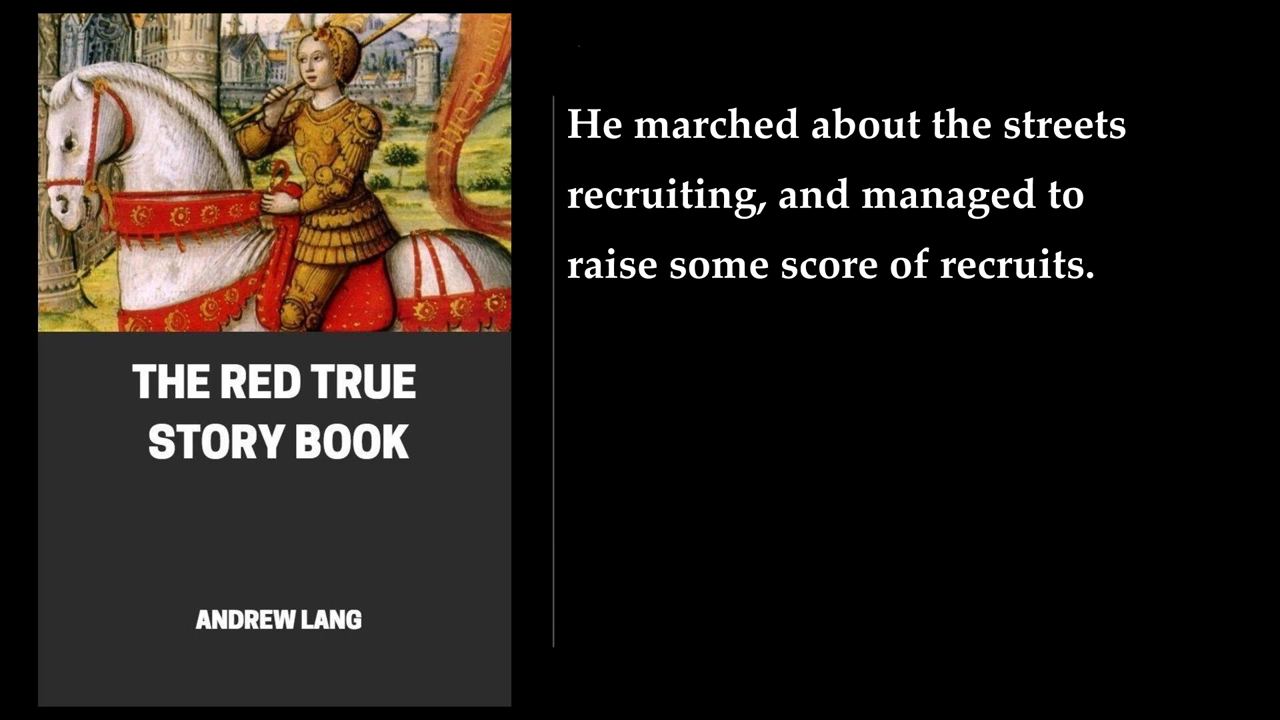 THE RED TRUE
STORY BOOK
ANDREW LANG
He marched about the streets
recruiting, and managed to
raise some score of recruits.